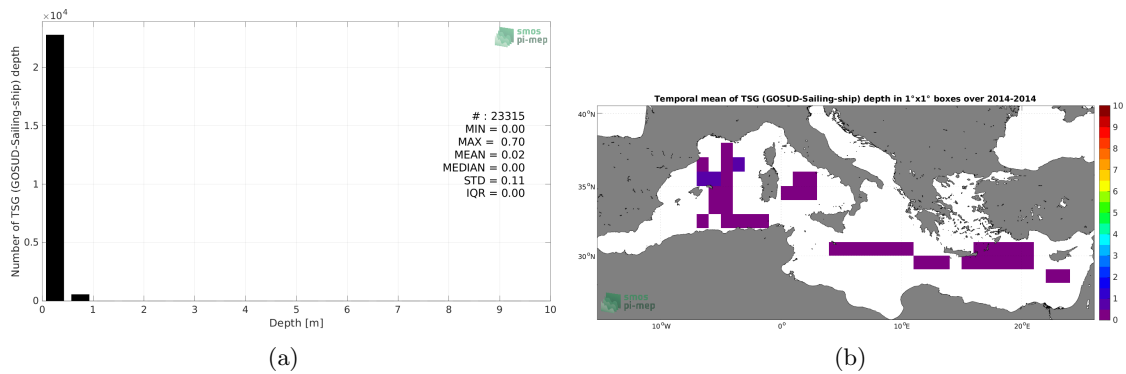 ×10⁴
Number of TSG (GOSUD-Sailing-ship) depth
2
1.5
1
0.5
0
0 1 2 3 4 5 6 7 8 9 10
Depth [m]
smos
pi-mep
# : 23315
MIN = 0.00
MAX = 0.70
MEAN = 0.02
MEDIAN = 0.00
STD = 0.11
IQR = 0.00
(a)
Temporal mean of TSG (GOSUD-Sailing-ship) depth in 1°x1° boxes over 2014-2014
40°N
35°N
30°N
10°W 0° 10°E 20°E
smos
pi-mep
10
9
8
7
6
5
4
3
2
1
0
(b)